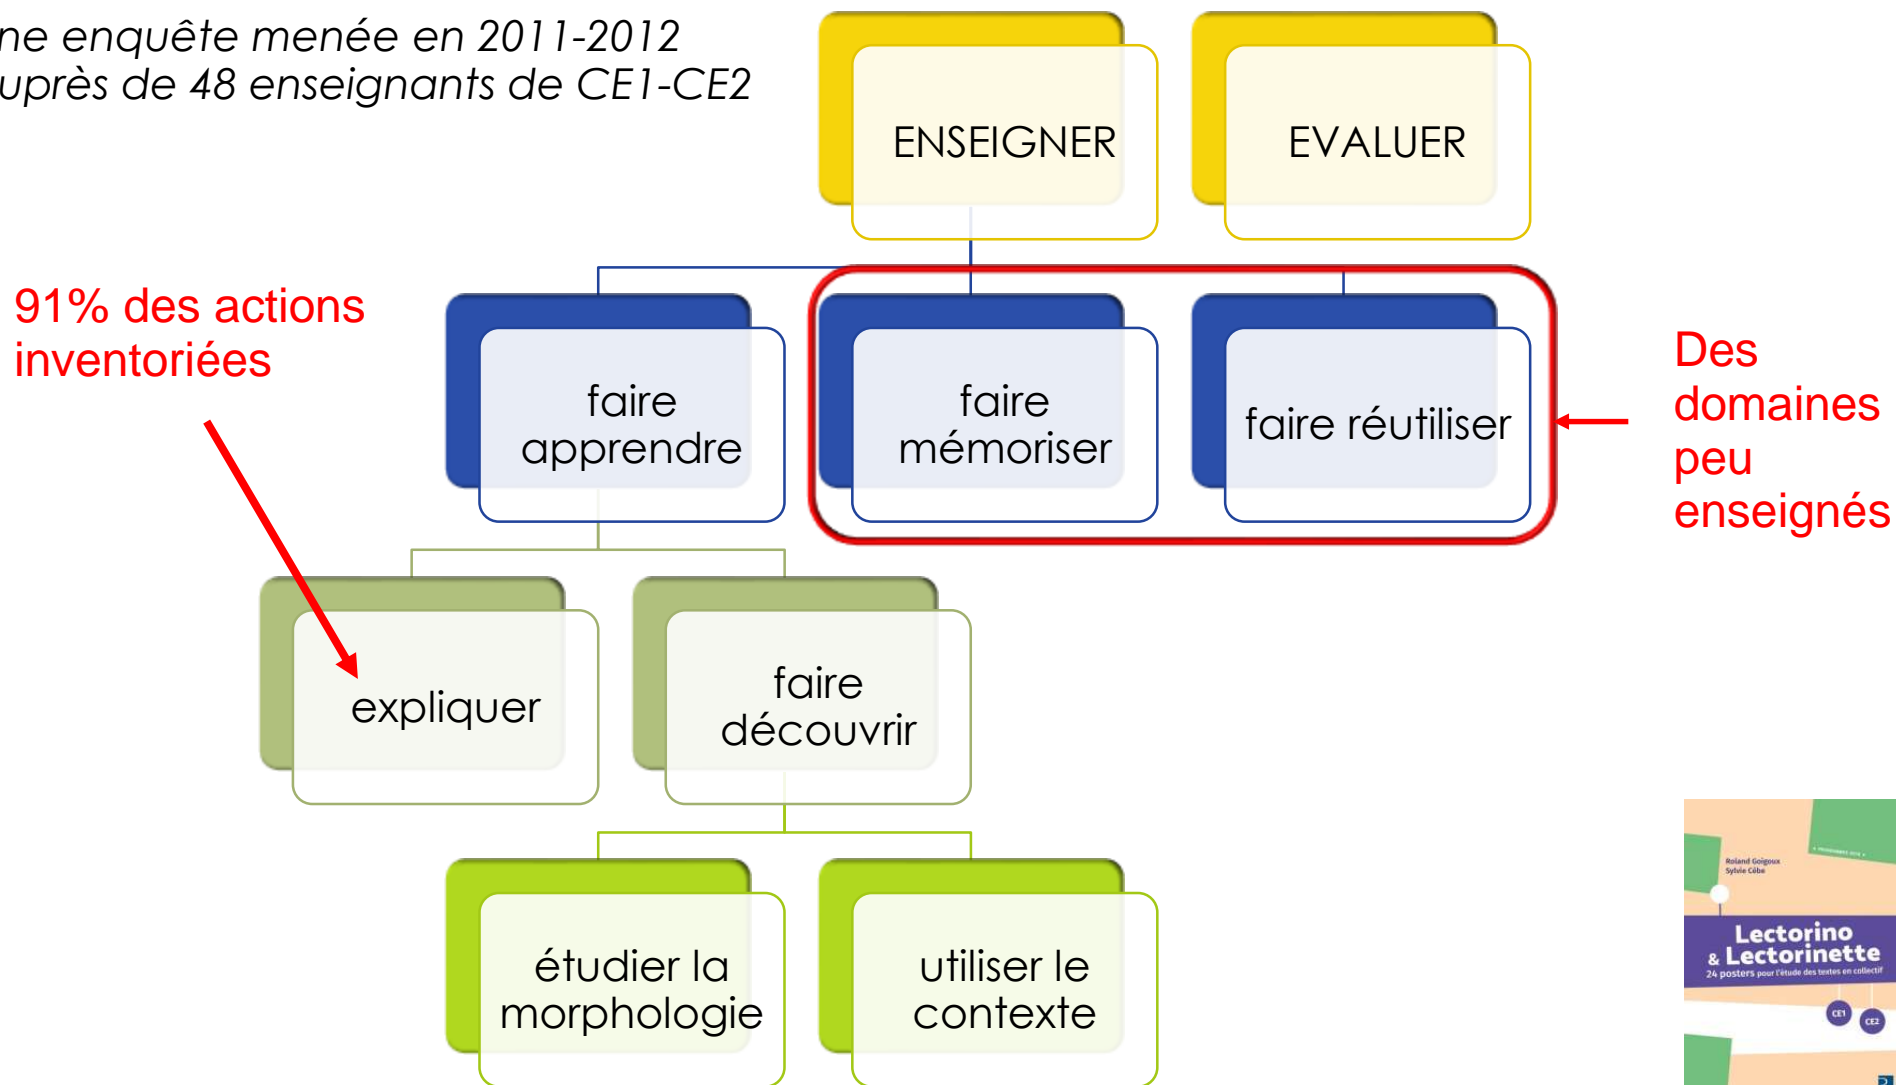 ne enquête menée en 2011-2012
uprès de 48 enseignants de CE1-CE2
ENSEIGNER
EVALUER
91% des actions
inventoriées
faire
apprendre
faire
mémoriser
faire réutiliser
Des
domaines
peu
enseignés
expliquer
faire
découvrir
étudier la
morphologie
utiliser le
contexte
Roland Goigoux
Sylvie Cèbe
Lectorino
& Lectorinette
24 posters pour l'étude des textes en collectif
CE1
CE2